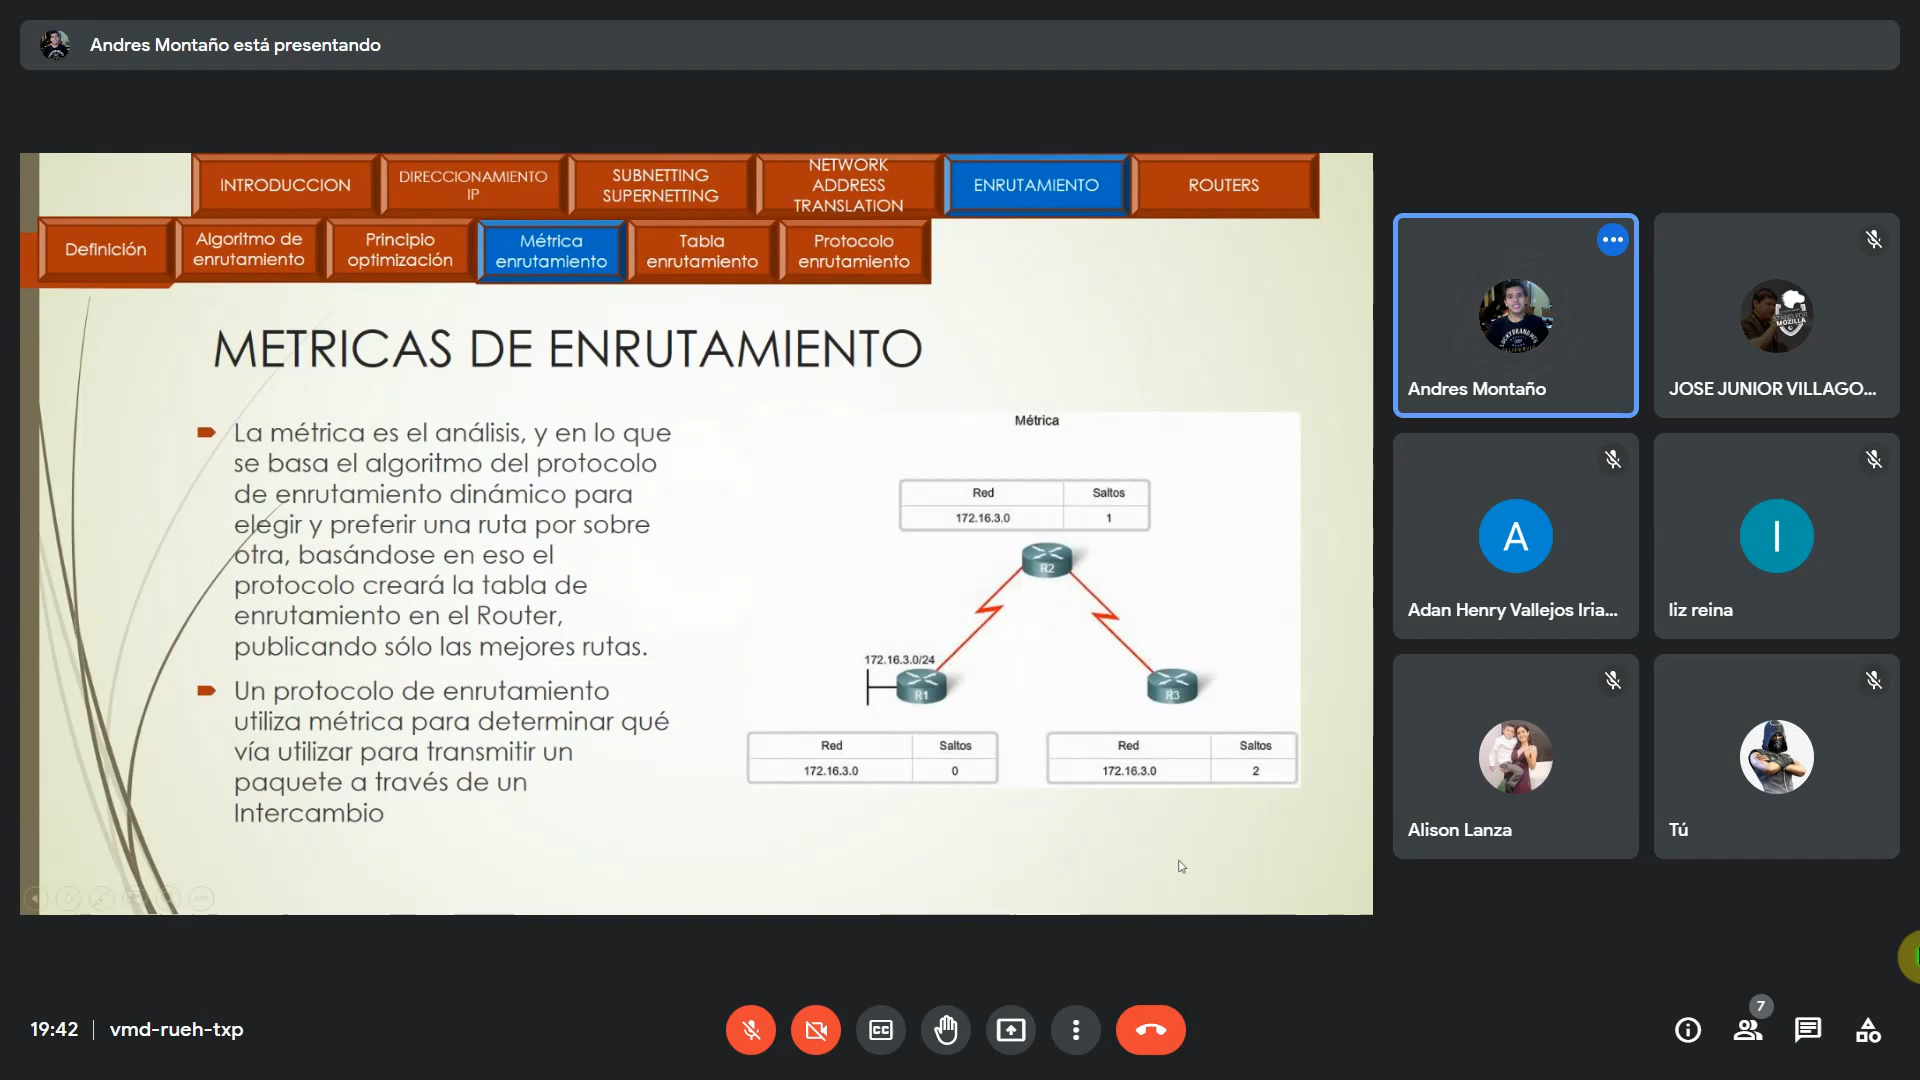 Andres Montaño está presentando
INTRODUCCION
DIRECCIONAMIENTO
IP
SUBNETTING
SUPERNETTING
NETWORK
ADDRESS
TRANSLATION
ENRUTAMIENTO
ROUTERS
Definición
Algoritmo de
enrutamiento
Principio
optimización
Métrica
enrutamiento
Tabla
enrutamiento
Protocolo
enrutamiento
METRICAS DE ENRUTAMIENTO
La métrica es el análisis, y en lo que
se basa el algoritmo del protocolo
de enrutamiento dinámico para
elegir y preferir una ruta por sobre
otra, basándose en eso el
protocolo creará la tabla de
enrutamiento en el Router,
publicando sólo las mejores rutas.
Un protocolo de enrutamiento
utiliza métrica para determinar qué
vía utilizar para transmitir un
paquete a través de un
Intercambio
Métrica
Red Saltos
172.16.3.0 1
R2
172.16.3.0/24
R1
R3
Red Saltos
172.16.3.0 0
Red Saltos
172.16.3.0 2
Andres Montaño
STAND FOR
MOZILLA
JOSE JUNIOR VILLAGO...
A
Adan Henry Vallejos Iria...
l
liz reina
Alison Lanza
Tú
19:42 | vmd-rueh-txp
CC
7